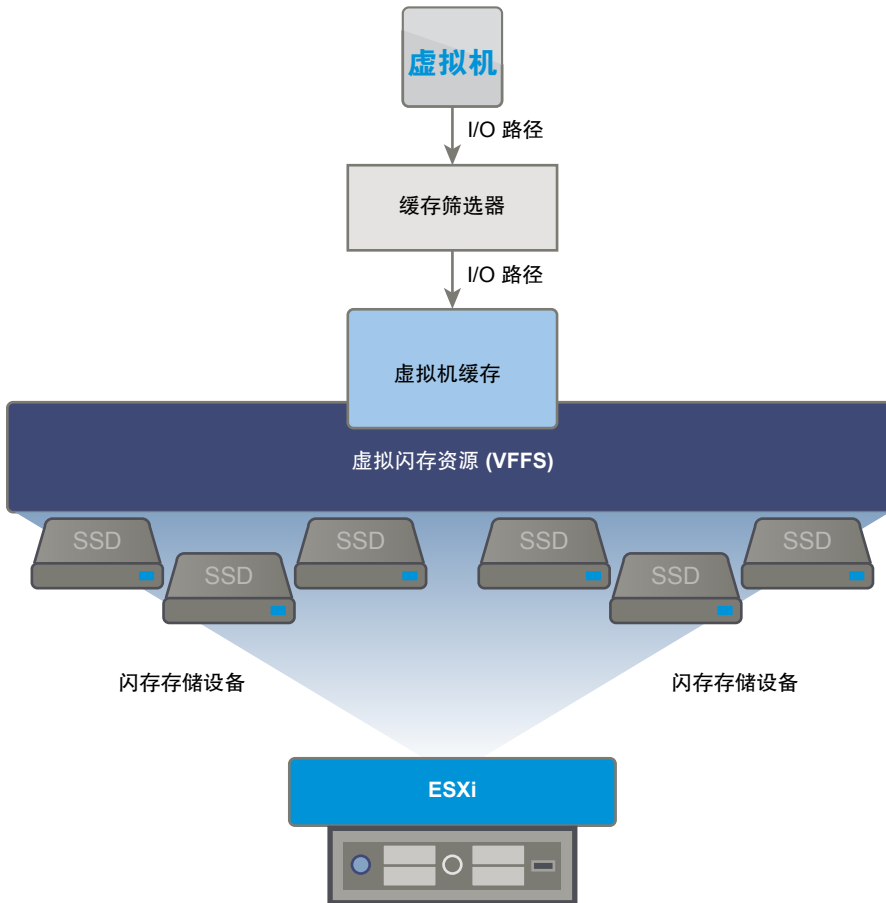 虚拟机
I/O 路径
缓存筛选器
I/O 路径
虚拟机缓存
虚拟闪存资源 (VFFS)
SSD
SSD
SSD
SSD
SSD
SSD
闪存存储设备
闪存存储设备
ESXi